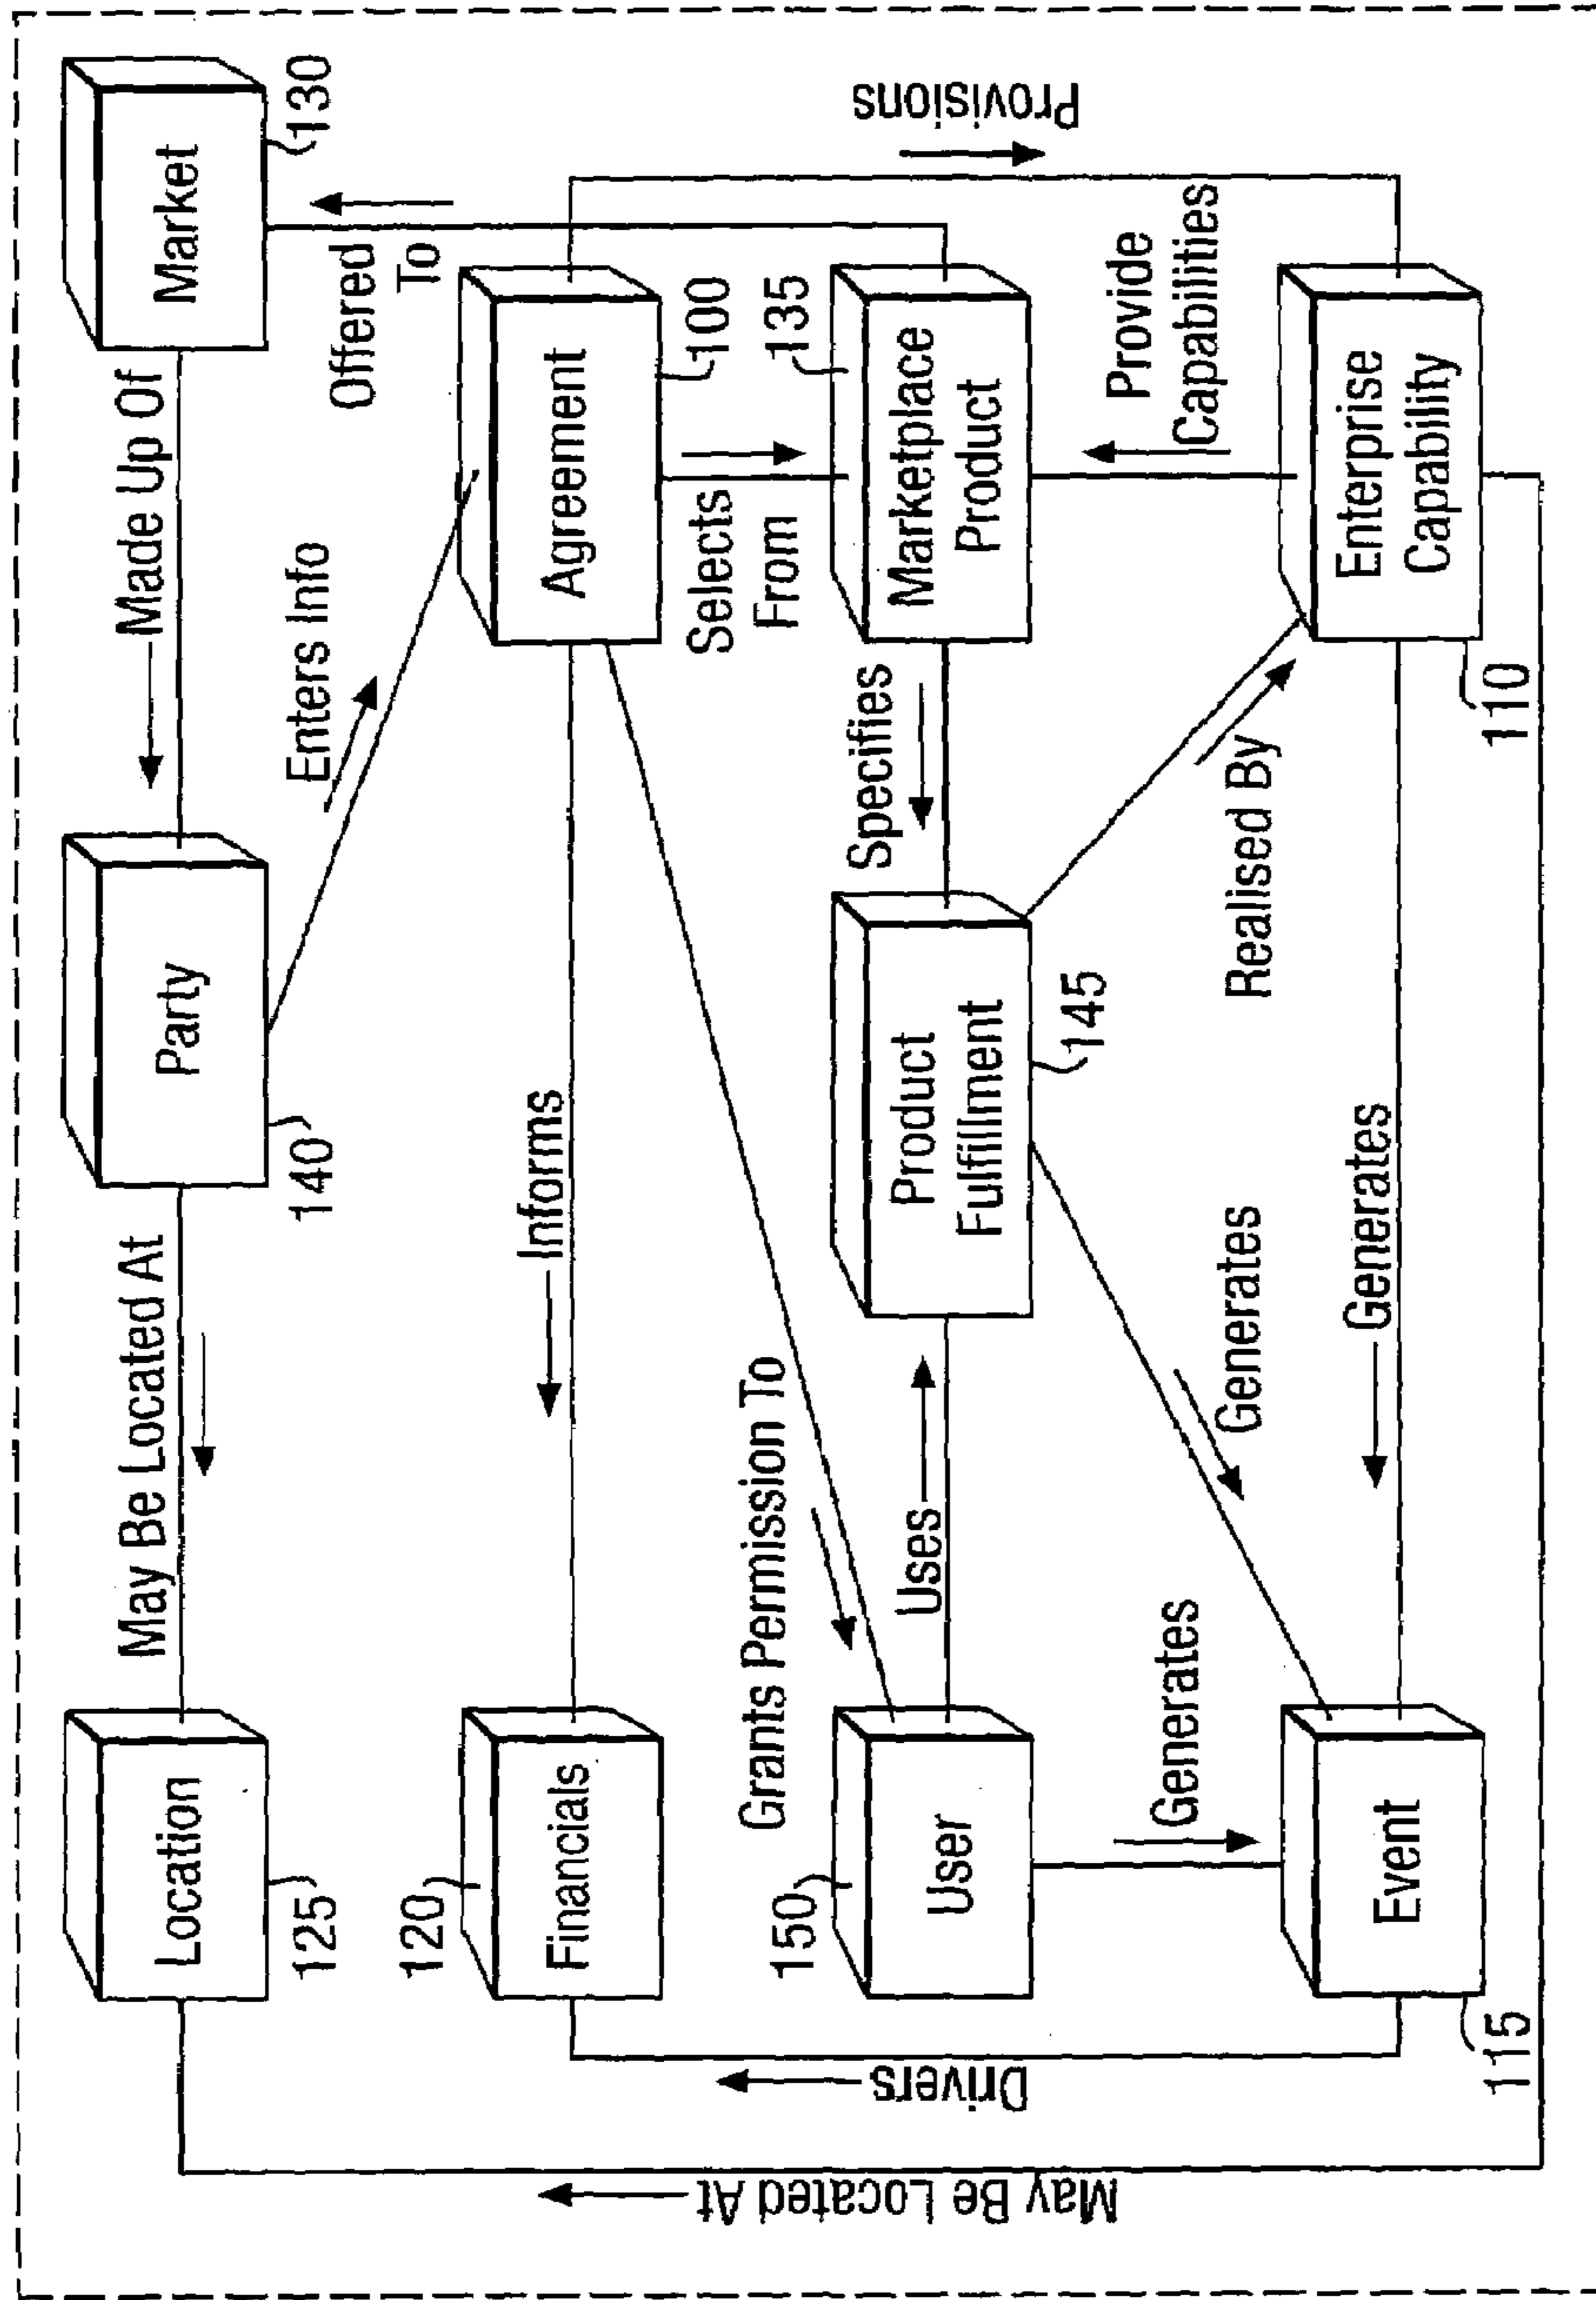 Location
125
May Be Located At
Party
140
Made Up Of
Market
130
Enters Info
Offered
To
Financials
120
Informs
Agreement
100
Selects
From
Grants Permission To
User
150
Uses
Product
Fulfillment
145
Specifies
Marketplace
Product
135
Generates
Generates
Realised By
Provide
Capabilities
Provisions
Event
115
Generates
Enterprise
Capability
110
Drivers
May Be Located At